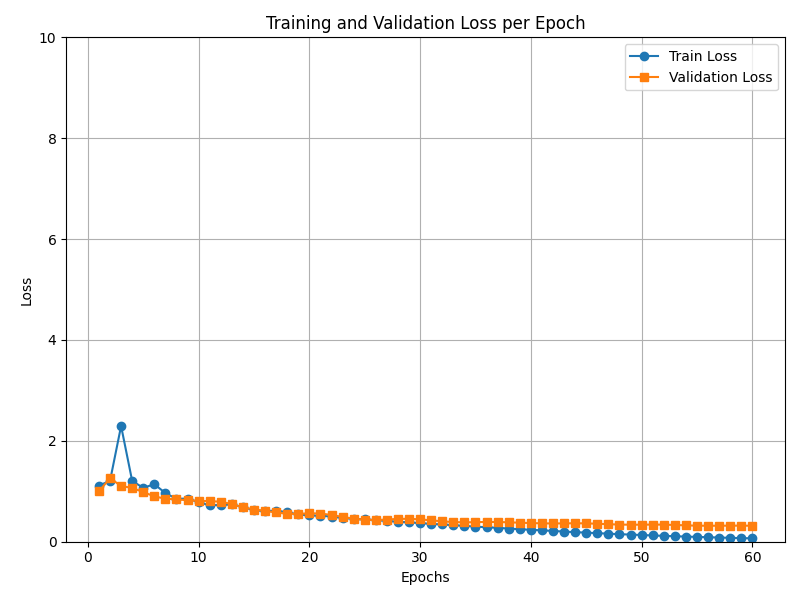 Training and Validation Loss per Epoch
10
8
6
4
2
0
Loss
Train Loss
Validation Loss
0 10 20 30 40 50 60
Epochs